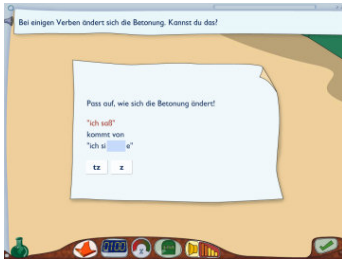 Bei einigen Verben ändert sich die Betonung. Kannst du das?
Pass auf, wie sich die Betonung ändert!
"ich saß"
kommt von
"ich si e"
tz z